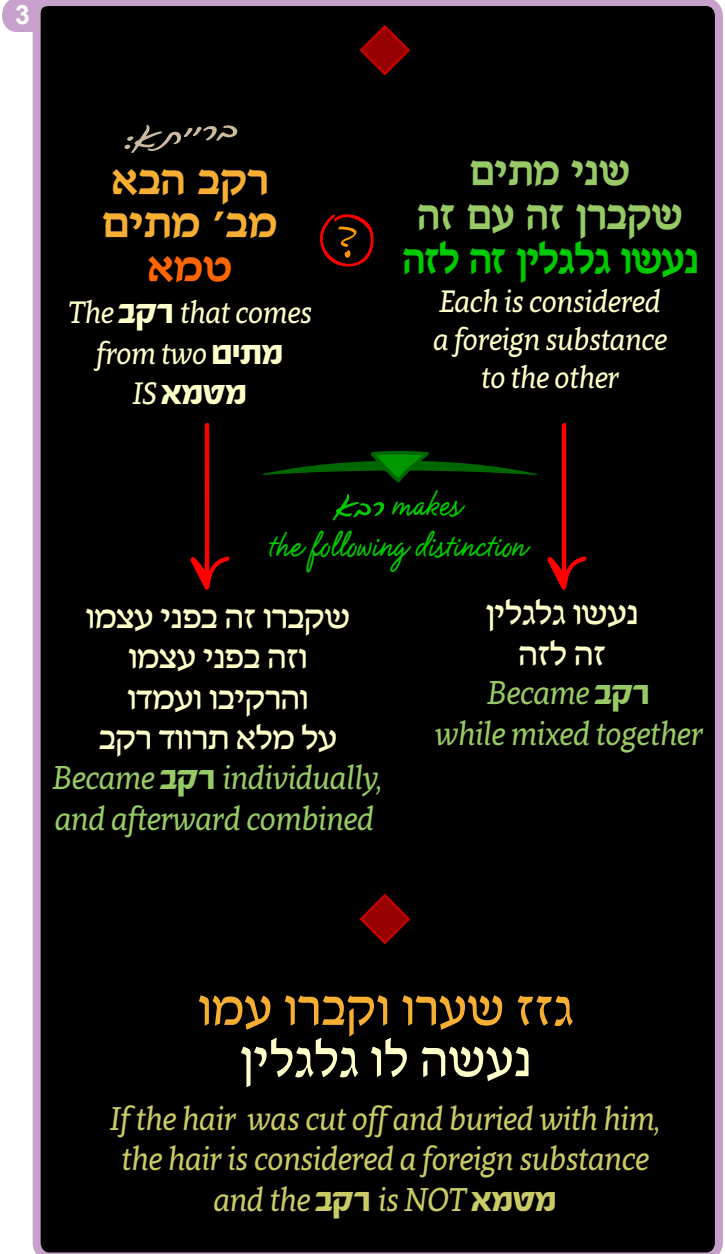 3
שני מתים
שקברן זה עם זה
נעשו גלגלין זה לזה
Each is considered
a foreign substance
to the other
?
ברייתא:
רקב הבא
מב׳ מתים
טמא
The רקב that comes
from two מתים
IS מטמא
רבא makes
the following distinction
נעשו גלגלין
זה לזה
Became רקב
while mixed together
שקברו זה בפני עצמו
וזה בפני עצמו
והרקיבו ועמדו
על מלא תרווד רקב
Became רקב individually,
and afterward combined
גזז שערו וקברו עמו
נעשה לו גלגלין
If the hair was cut off and buried with him,
the hair is considered a foreign substance
and the רקב is NOT מטמא